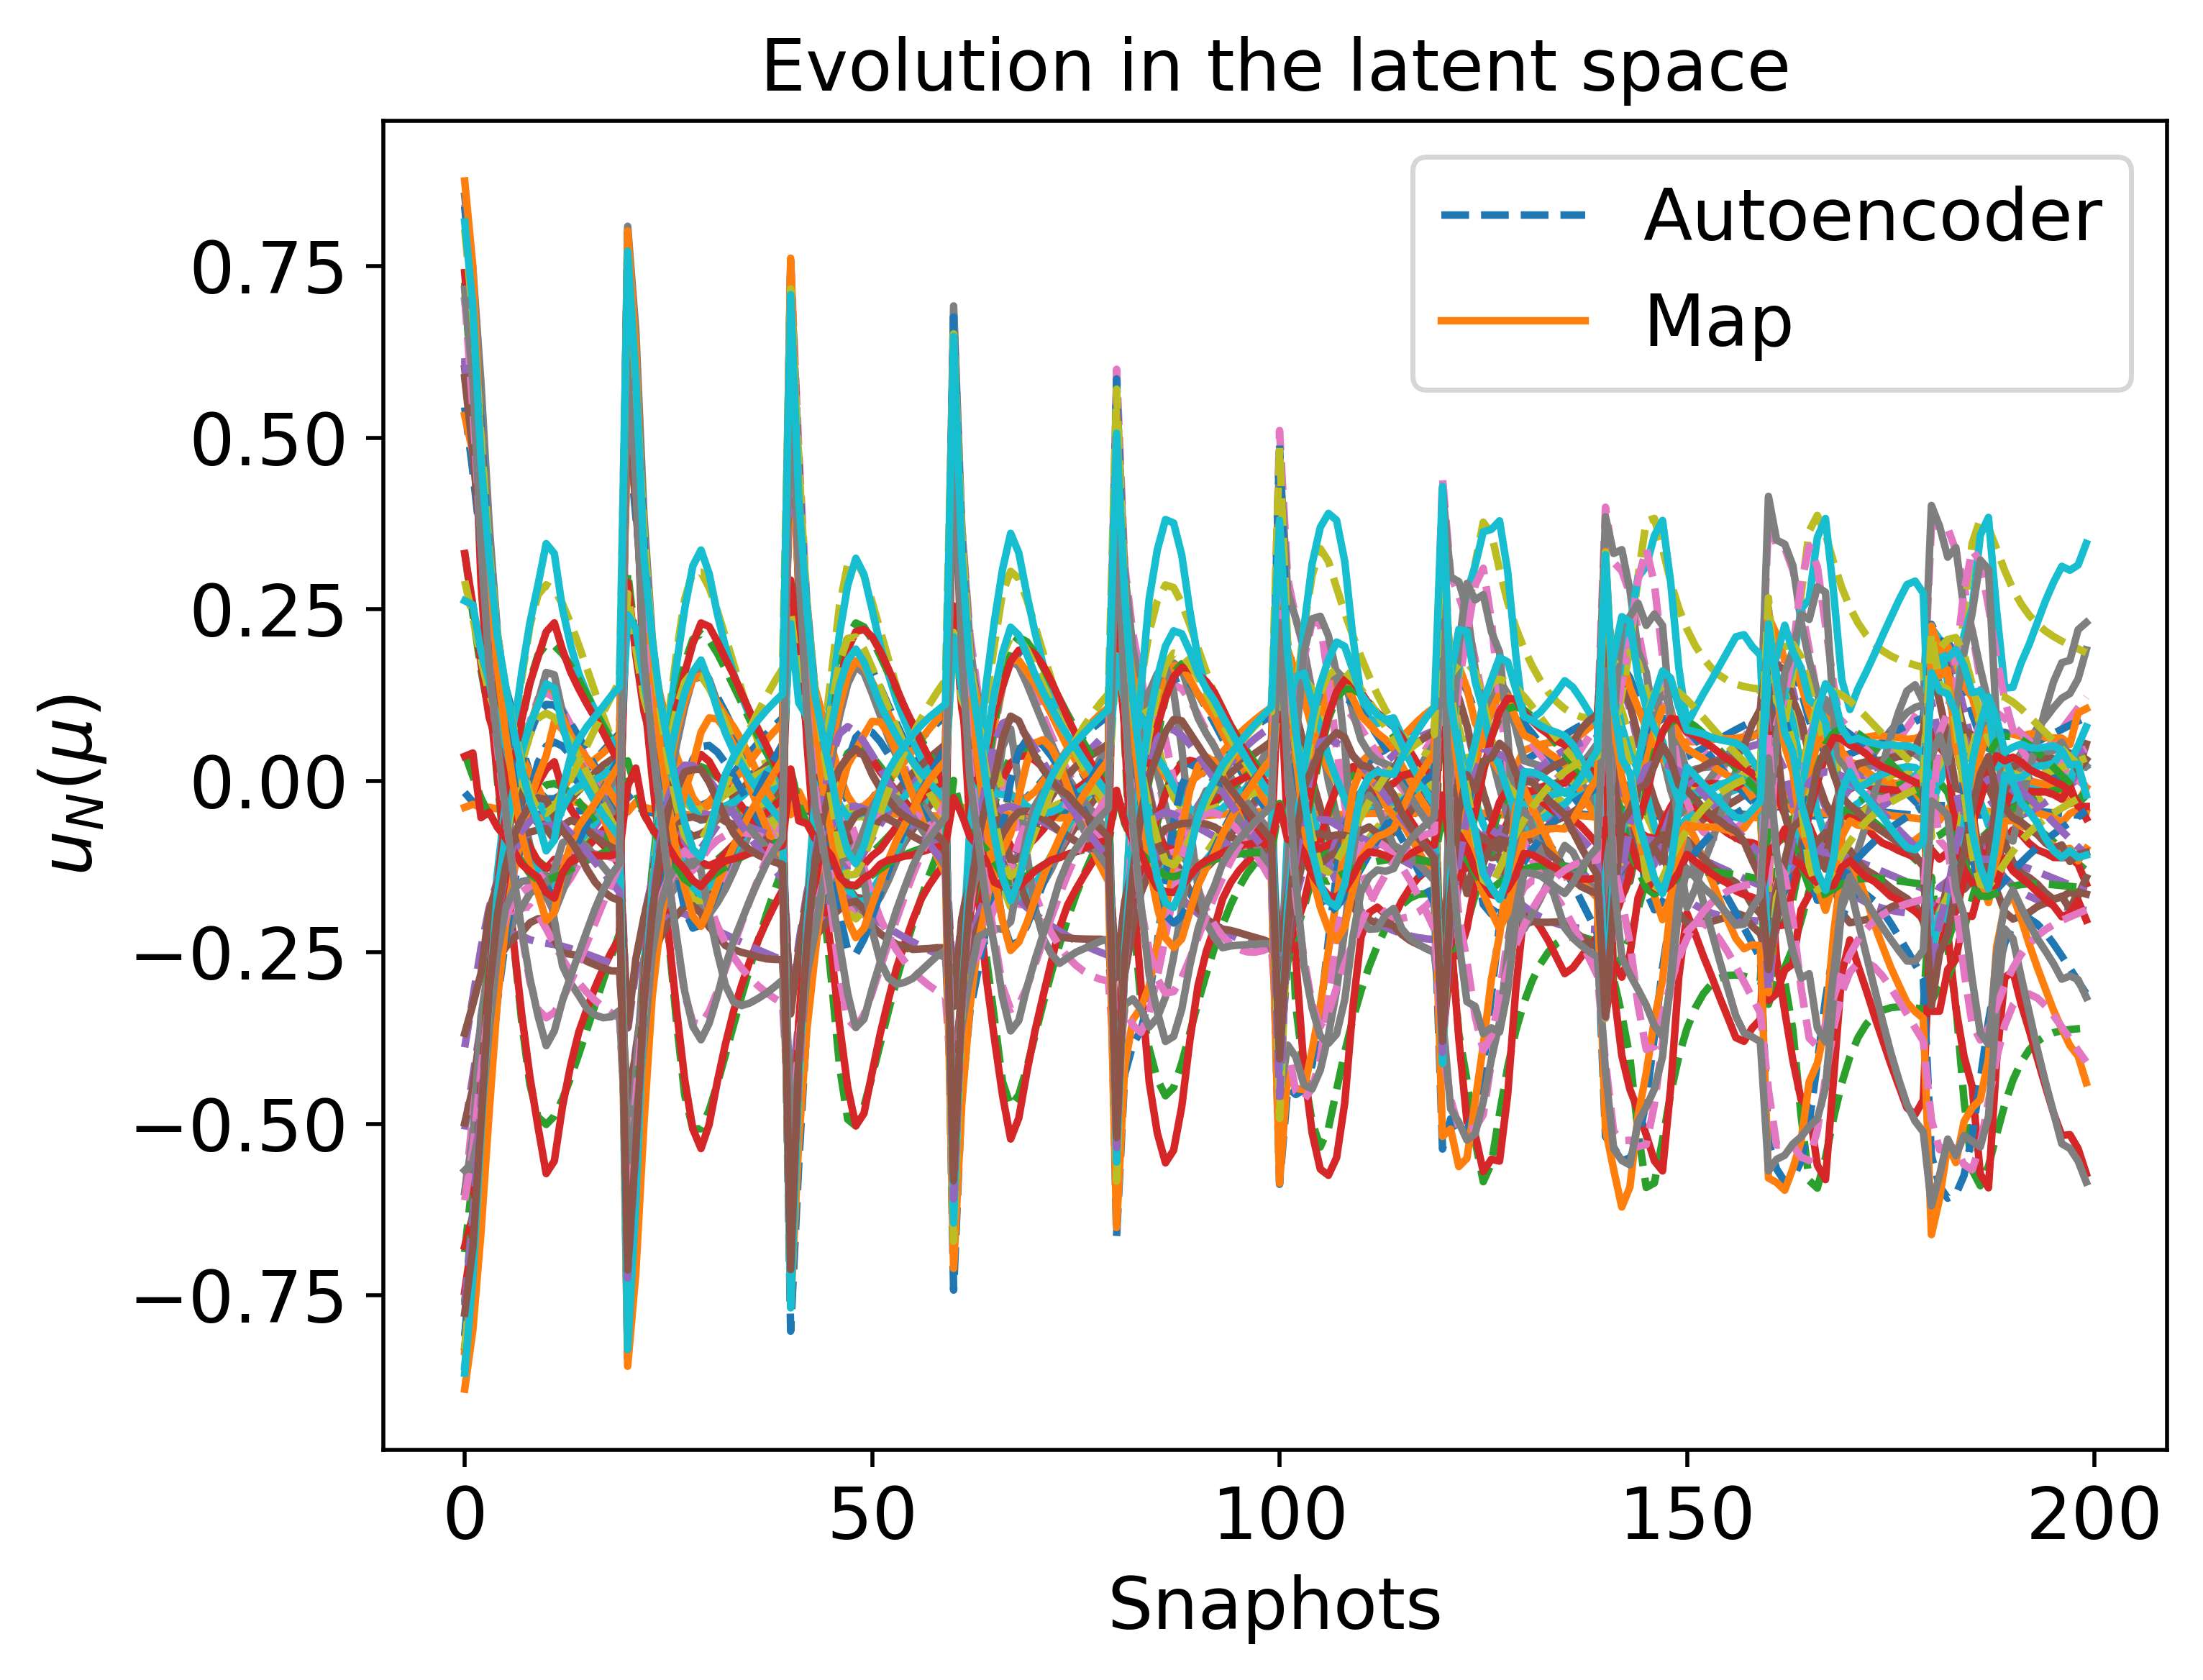 Evolution in the latent space
Autoencoder
Map
0.75
0.50
0.25
0.00
−0.25
−0.50
−0.75
u_N(μ)
0 50 100 150 200
Snaphots